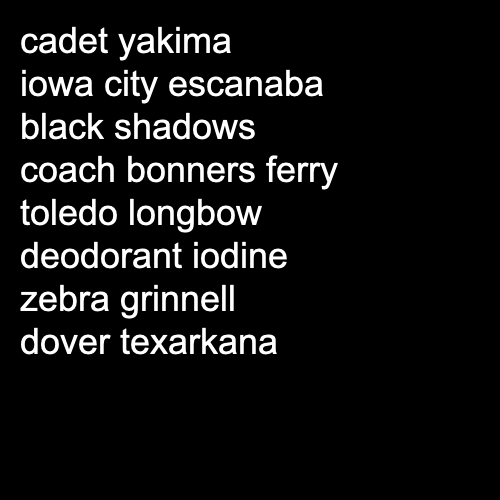 cadet yakima
iowa city escanaba
black shadows
coach bonners ferry
toledo longbow
deodorant iodine
zebra grinnell
dover texarkana